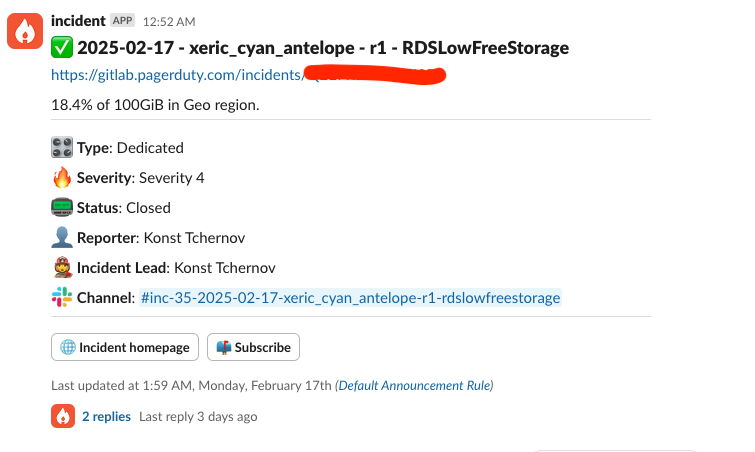 incident APP 12:52 AM
2025-02-17 - xeric_cyan_antelope - r1 - RDSLowFreeStorage
https://gitlab.pagerduty.com/incidents/
18.4% of 100GiB in Geo region.
Type: Dedicated
Severity: Severity 4
Status: Closed
Reporter: Konst Tchernov
Incident Lead: Konst Tchernov
Channel: #inc-35-2025-02-17-xeric_cyan_antelope-r1-rdslowfreestorage
Incident homepage Subscribe
Last updated at 1:59 AM, Monday, February 17th (Default Announcement Rule)
2 replies Last reply 3 days ago